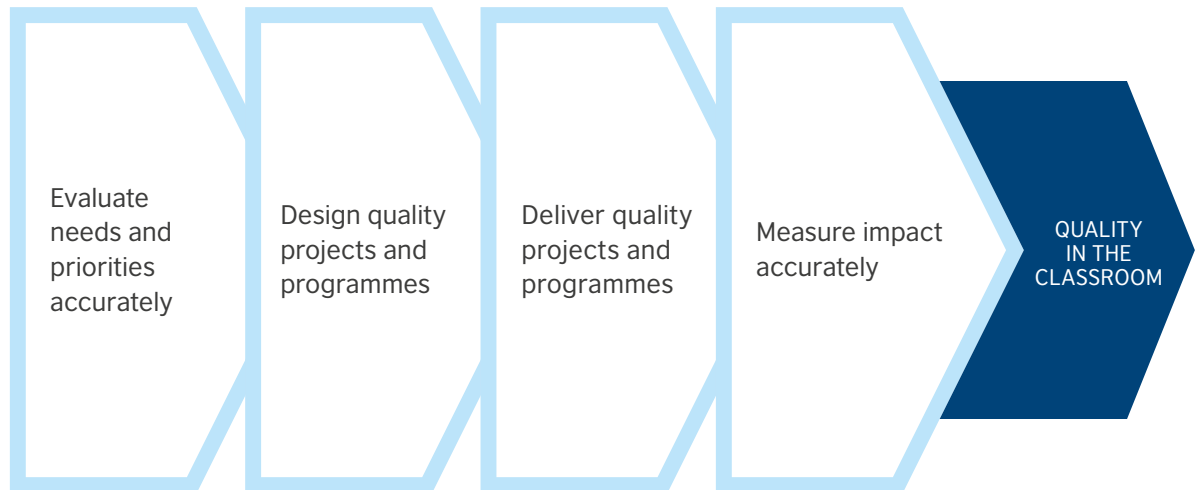 Evaluate
needs and
priorities
accurately
Design quality
projects and
programmes
Deliver quality
projects and
programmes
Measure impact
accurately
QUALITY
IN THE
CLASSROOM